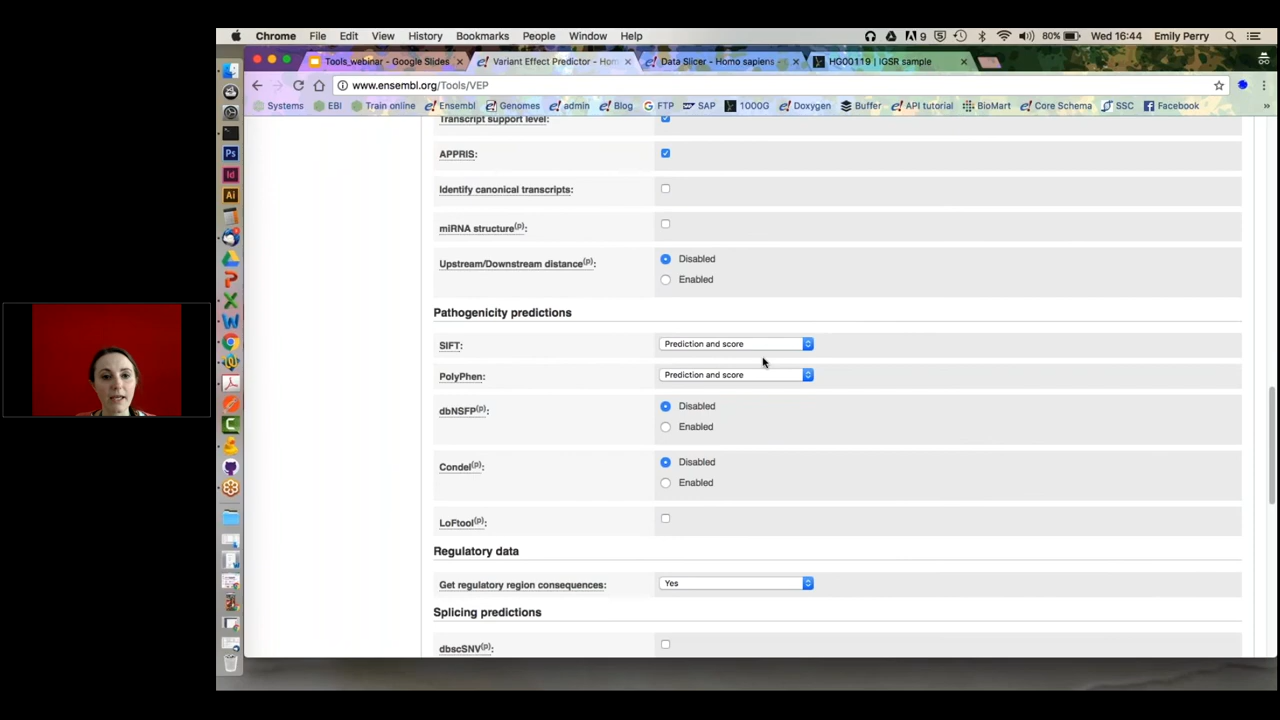 Chrome File Edit View History Bookmarks People Window Help 80% Wed 16:44 Emily Perry
Tools_webinar - Google Slides Variant Effect Predictor - Hom Data Slicer - Homo sapiens - HG00119 | IGSR sample
www.ensembl.org/Tools/VEP
Systems EBI Train online Ensembl Genomes admin Blog FTP SAP 1000G Doxygen Buffer API tutorial BioMart Core Schema SSC Facebook »
Transcript support level:
APPRIS:
Identify canonical transcripts:
miRNA structure(p):
Upstream/Downstream distance(p): Disabled
Enabled
Pathogenicity predictions
SIFT: Prediction and score
PolyPhen: Prediction and score
dbNSFP(p): Disabled
Enabled
Condel(p): Disabled
Enabled
LoFtool(p):
Regulatory data
Get regulatory region consequences: Yes
Splicing predictions
dbscSNV(p):